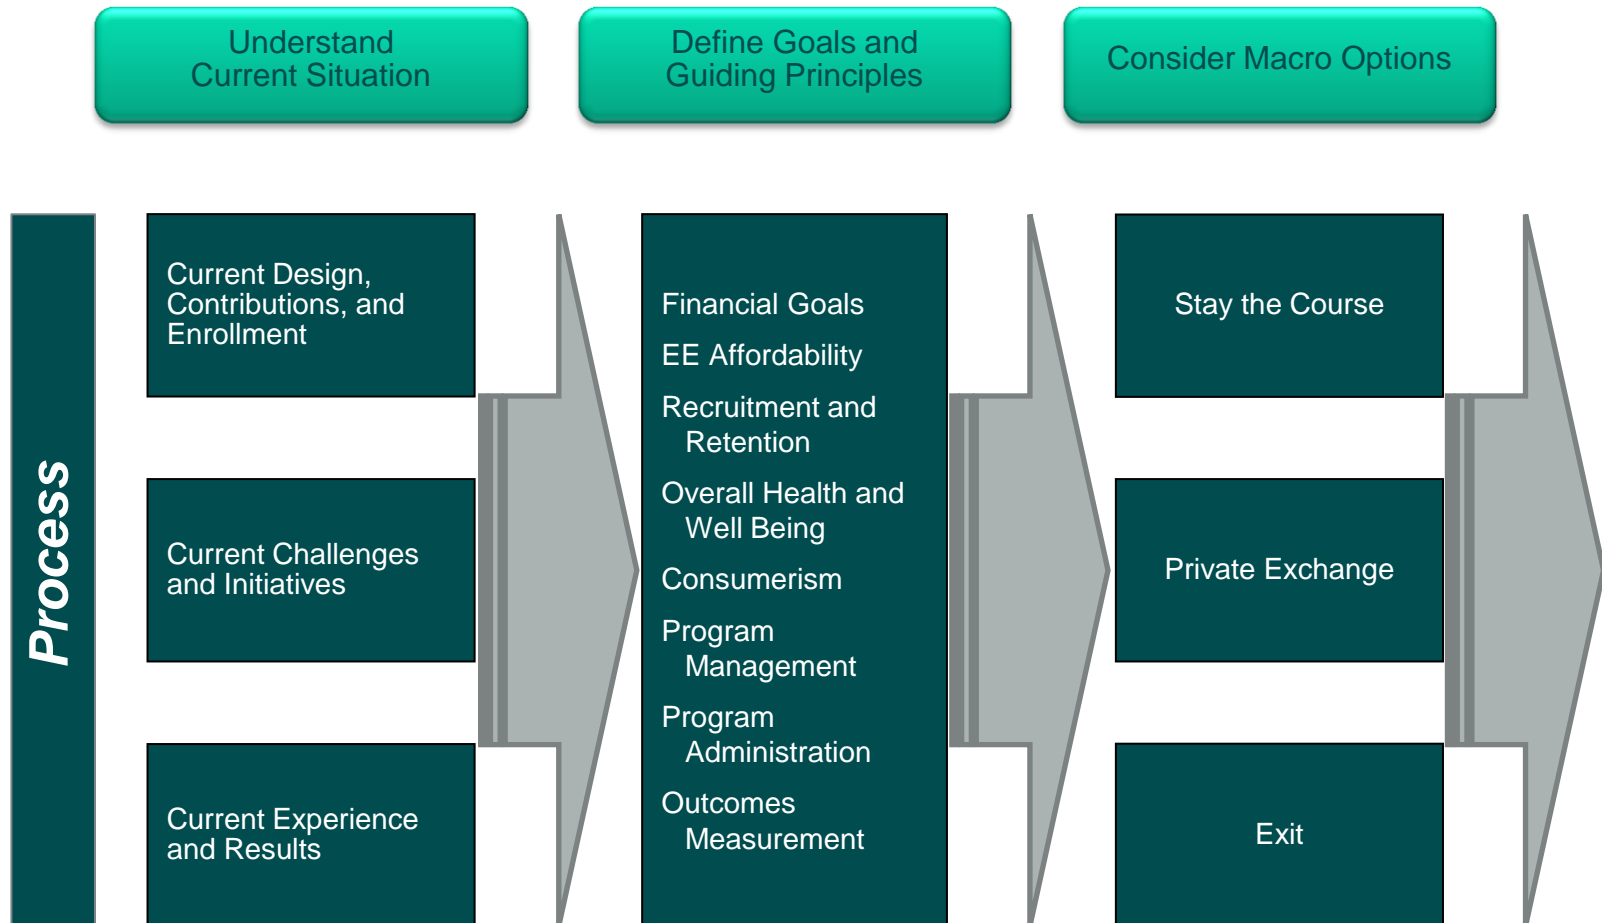 Understand
Current Situation
Define Goals and
Guiding Principles
Consider Macro Options
Process
Current Design,
Contributions, and
Enrollment
Current Challenges
and Initiatives
Current Experience
and Results
Financial Goals
EE Affordability
Recruitment and
Retention
Overall Health and
Well Being
Consumerism
Program
Management
Program
Administration
Outcomes
Measurement
Stay the Course
Private Exchange
Exit